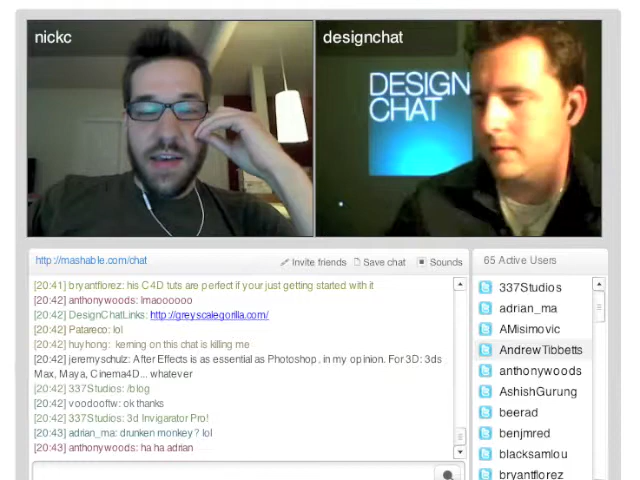 nickc
designchat
DESIGN
CHAT
http://mashable.com/chat
Invite friends
Save chat
Sounds
65 Active Users
[20:41] bryantflorez: his C4D tuts are perfect if your just getting started with it
[20:42] anthonywoods: lmaoooooo
[20:42] DesignChatLinks: http://greyscalegorilla.com/
[20:42] Patareco: lol
[20:42] huyhong: kerning on this chat is killing me
[20:42] jeremyschulz: After Effects is as essential as Photoshop, in my opinion. For 3D: 3ds
Max, Maya, Cinema4D... whatever
[20:42] 337Studios: /blog
[20:42] voodooftw: ok thanks
[20:42] 337Studios: 3d Invigarator Pro!
[20:43] adrian_ma: drunken monkey? lol
[20:43] anthonywoods: ha ha adrian
337Studios
adrian_ma
AMisimovic
AndrewTibbetts
anthonywoods
AshishGurung
beerad
benjmred
blacksamlou
bryantflorez